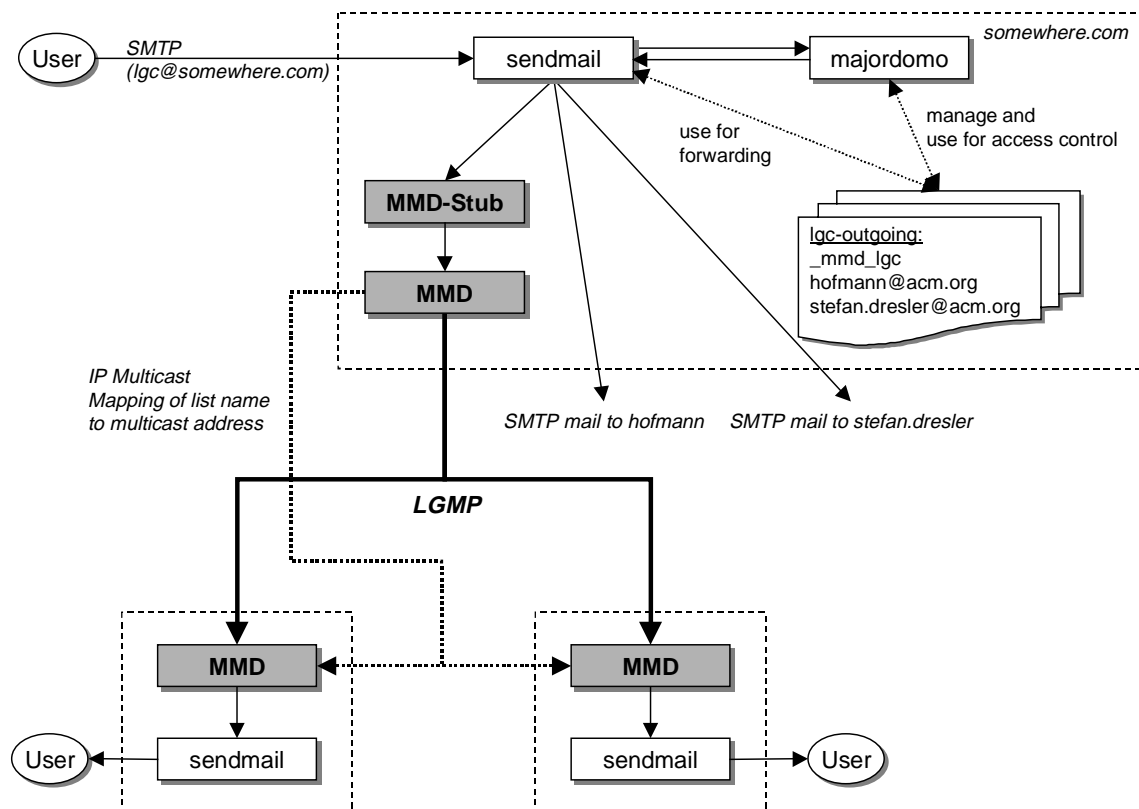 somewhere.com
User
SMTP
(lgc@somewhere.com)
sendmail
majordomo
use for
forwarding
manage and
use for access control
MMD-Stub
MMD
lgc-outgoing:
_mmd_lgc
hofmann@acm.org
stefan.dresler@acm.org
IP Multicast
Mapping of list name
to multicast address
SMTP mail to hofmann
SMTP mail to stefan.dresler
LGMP
MMD
MMD
User
sendmail
sendmail
User